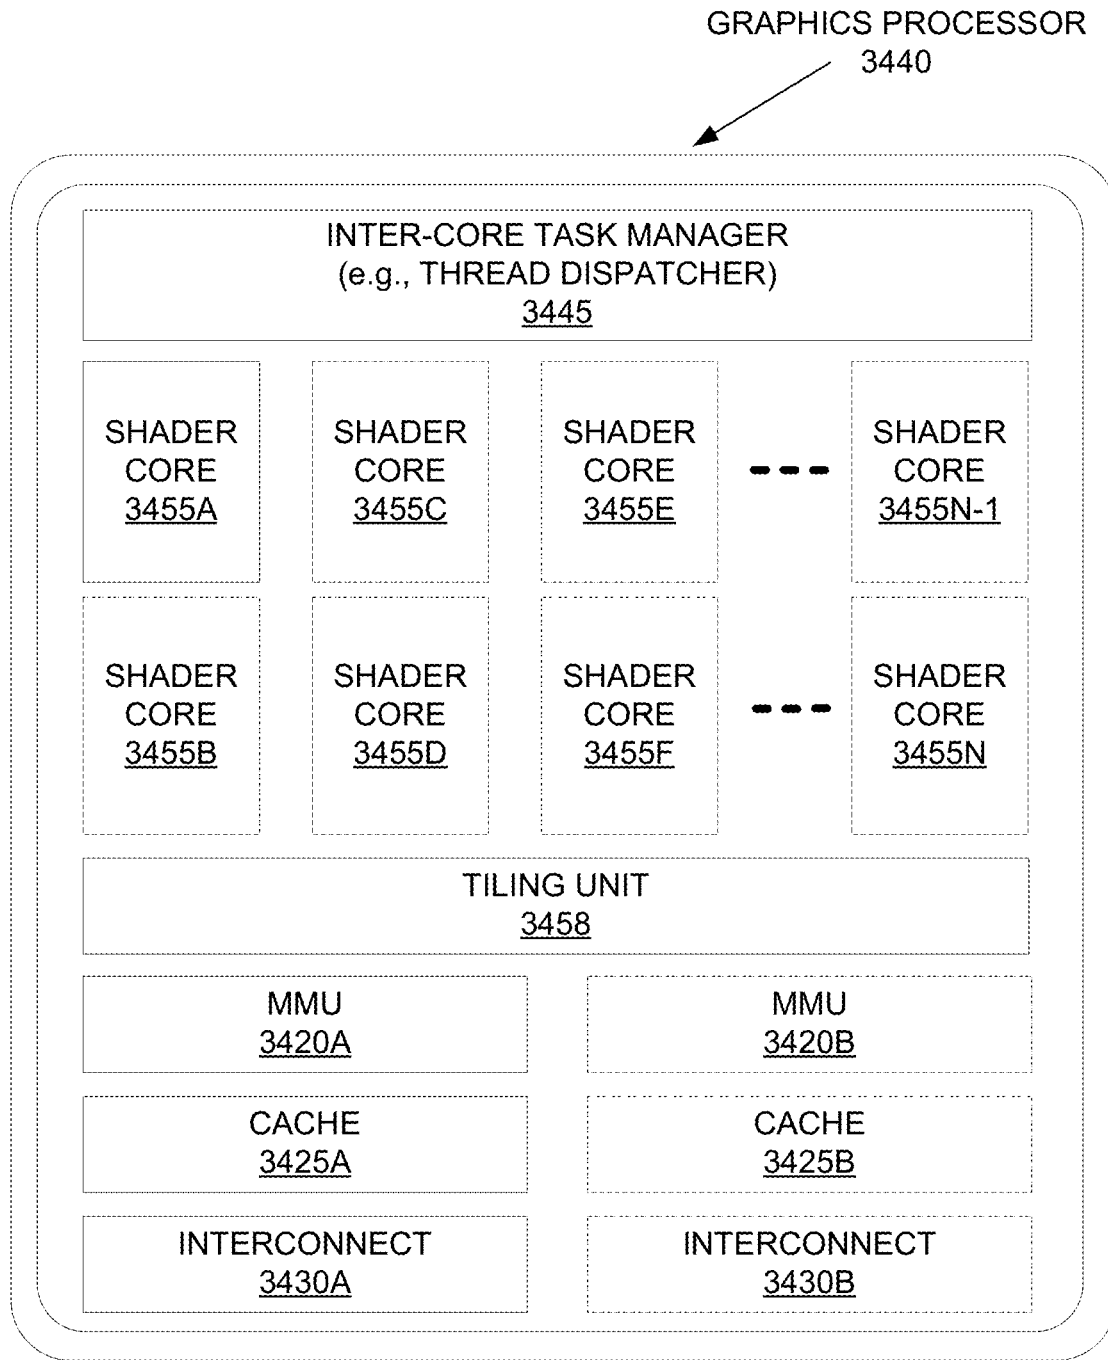 GRAPHICS PROCESSOR
3440
INTER-CORE TASK MANAGER
(e.g., THREAD DISPATCHER)
3445
SHADER
CORE
3455A
SHADER
CORE
3455C
SHADER
CORE
3455E
SHADER
CORE
3455N-1
SHADER
CORE
3455B
SHADER
CORE
3455D
SHADER
CORE
3455F
SHADER
CORE
3455N
TILING UNIT
3458
MMU
3420A
MMU
3420B
CACHE
3425A
CACHE
3425B
INTERCONNECT
3430A
INTERCONNECT
3430B